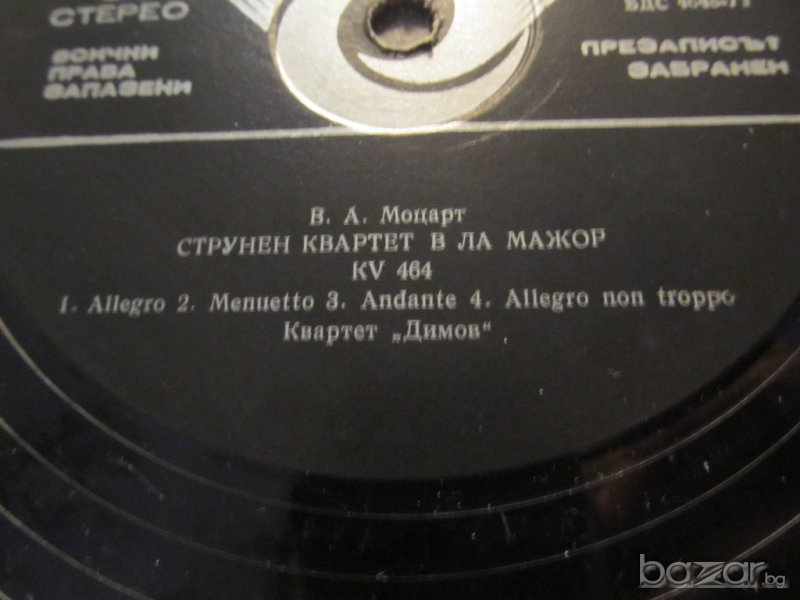 СТЕРЕО
ВСИЧКИ
ПРАВА
ЗАПАЗЕНИ
ПРЕЗАПИСЪТ
ЗАБРАНЕН
В. А. Моцарт
СТРУНЕН КВАРТЕТ В ЛА МАЖОР
KV 464
1. Allegro 2. Menuetto 3. Andante 4. Allegro non troppo
Квартет „Димов“
bazar.bg